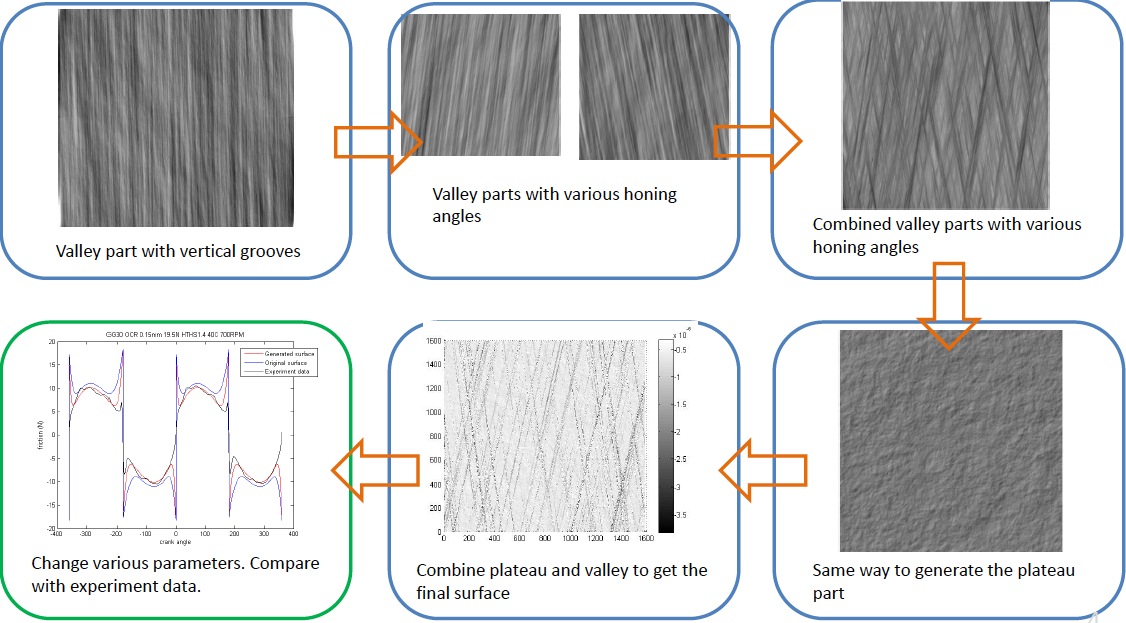 Valley part with vertical grooves
Valley parts with various honing
angles
Combined valley parts with various
honing angles
GG30 OCR 0.15mm 19.5N HTHS1.4 40C 700RPM
Generated surface
Original surface
Experiment data
friction (N)
20
15
10
5
0
-5
-10
-15
-20
-400 -300 -200 -100 0 100 200 300 400
crank angle
Change various parameters. Compare
with experiment data.
1600
1400
1200
1000
800
600
400
200
0
0 200 400 600 800 1000 1200 1400 1600
x 10
-0.5
-1
-1.5
-2
-2.5
-3
-3.5
Combine plateau and valley to get the
final surface
Same way to generate the plateau
part